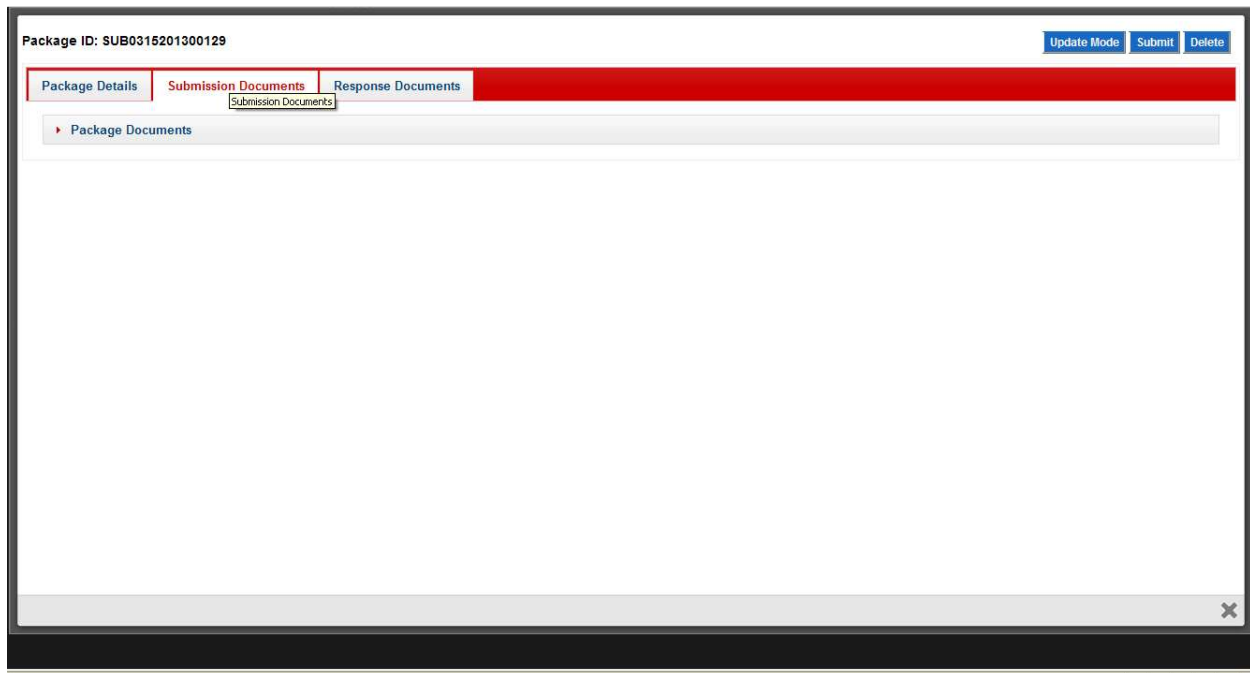 Package ID: SUB0315201300129
Update Mode Submit Delete
Package Details Submission Documents Response Documents
Submission Documents
Package Documents